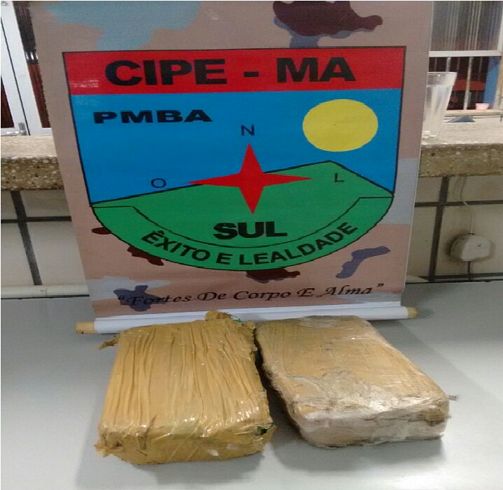 CIPE - MA
PMBA
N
O
L
SUL
ÊXITO E LEALDADE
"Fortes De Corpo E Alma"